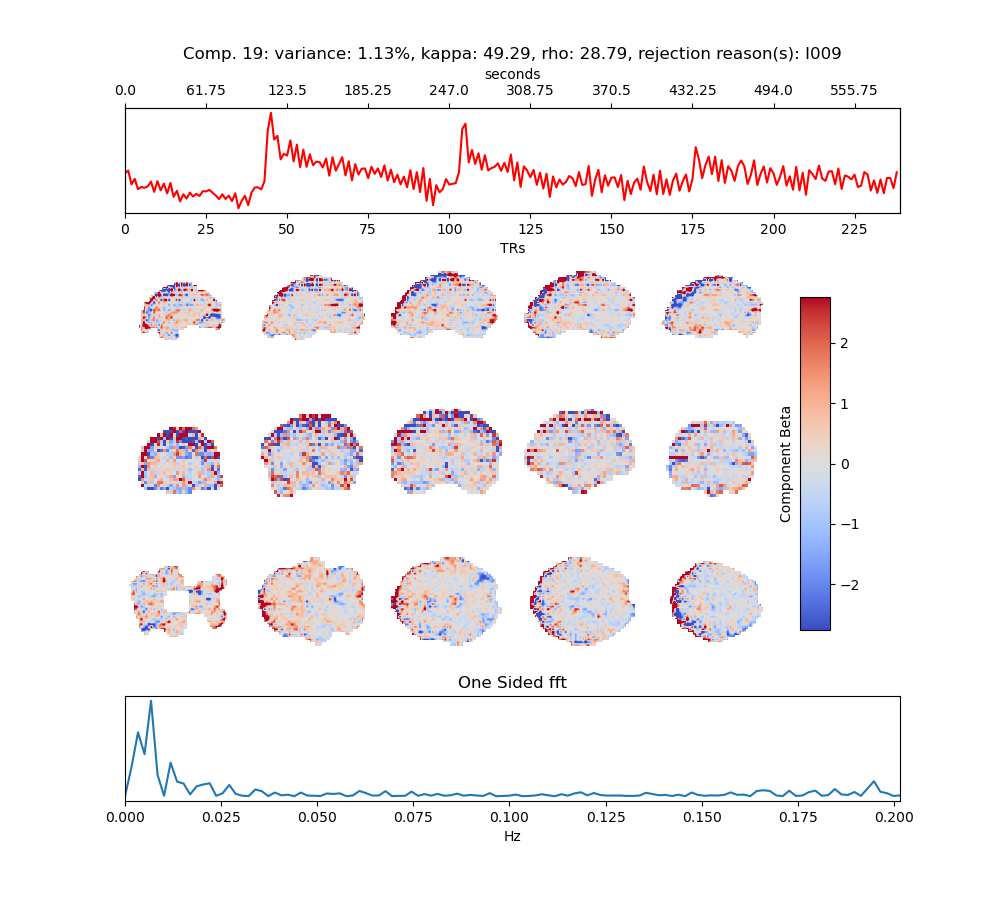 Comp. 19: variance: 1.13%, kappa: 49.29, rho: 28.79, rejection reason(s): I009
seconds
0.0 61.75 123.5 185.25 247.0 308.75 370.5 432.25 494.0 555.75
0 25 50 75 100 125 150 175 200 225
TRs
2
1
0
−1
−2
Component Beta
One Sided fft
0.000 0.025 0.050 0.075 0.100 0.125 0.150 0.175 0.200
Hz